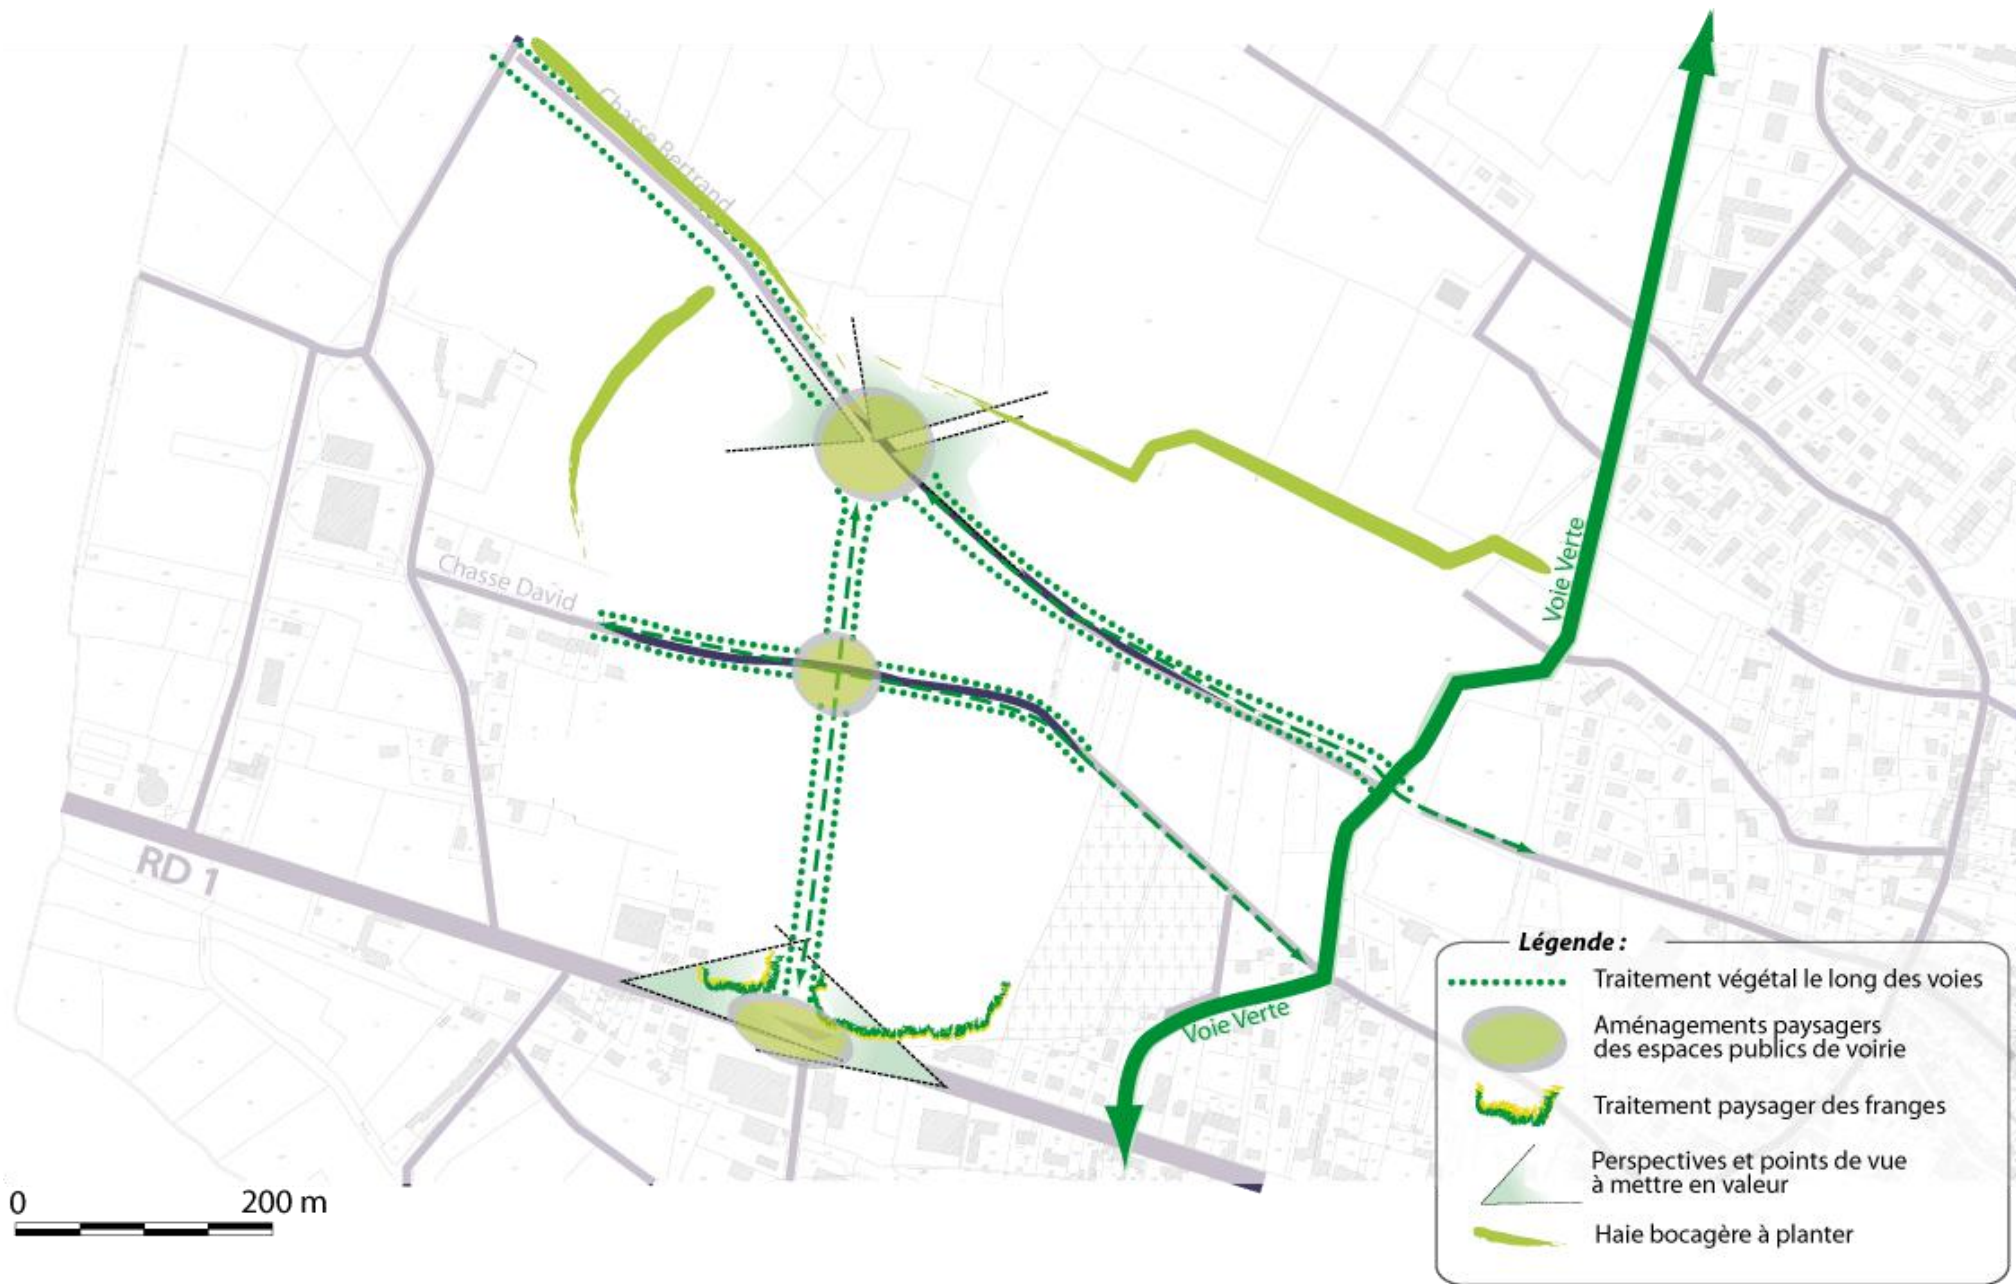 Chasse Bertrand
Voie Verte
Chasse David
RD 1
Voie Verte
0 200 m
Légende :
Traitement végétal le long des voies
Aménagements paysagers
des espaces publics de voirie
Traitement paysager des franges
Perspectives et points de vue
à mettre en valeur
Haie bocagère à planter